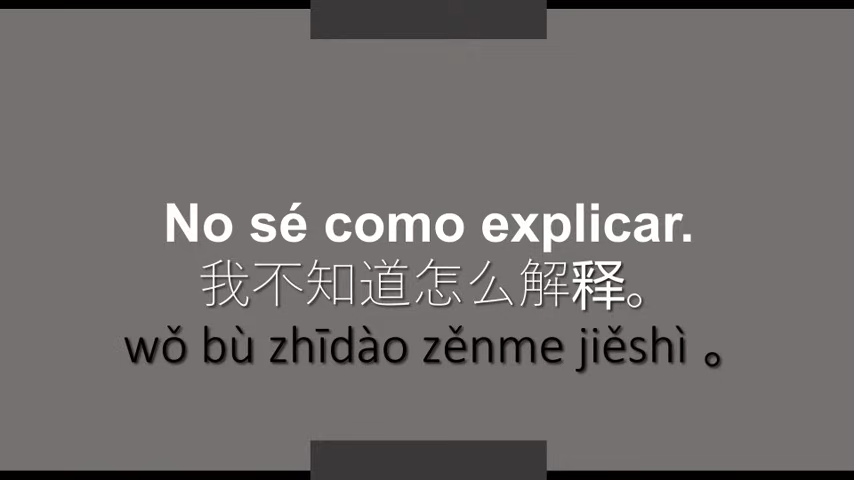 No sé como explicar.
我不知道怎么解释。
wǒ bù zhīdào zěnme jiěshì 。